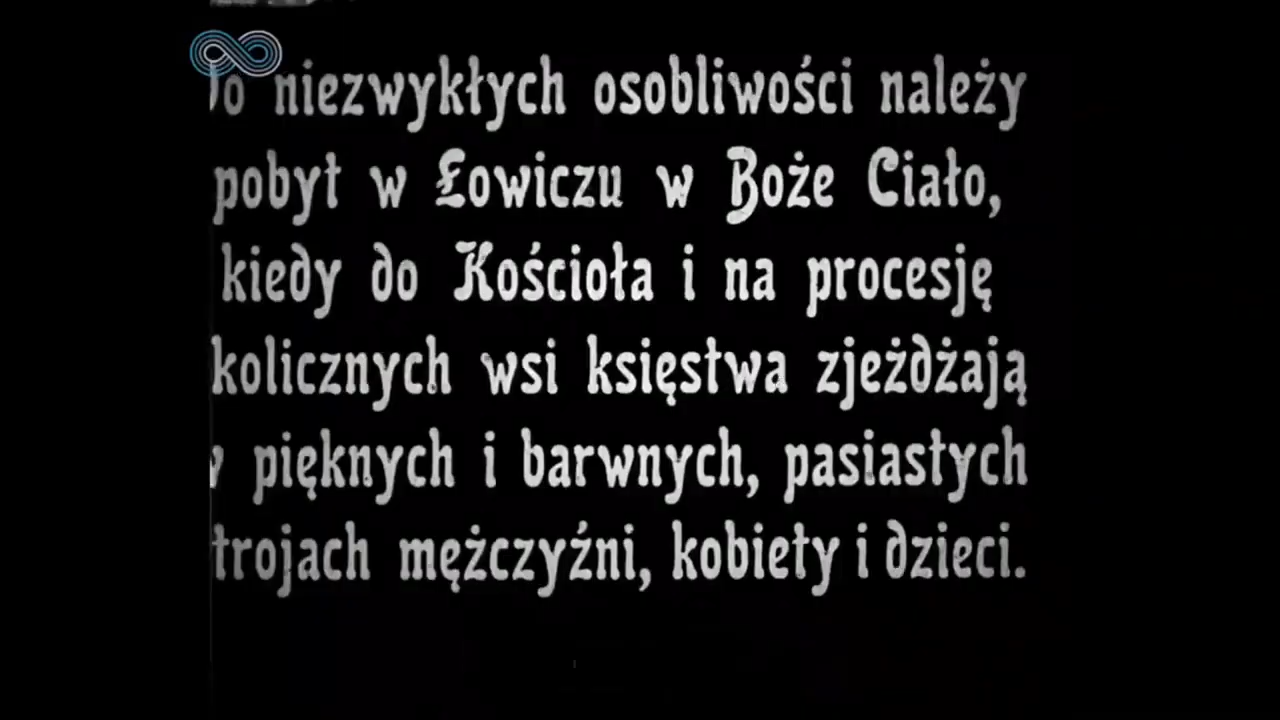 Do niezwykłych osobliwości należy
pobyt w Łowiczu w Boże Ciało,
kiedy do Kościoła i na procesję
kolicznych wsi księstwa zjeżdżają
pięknych i barwnych, pasiastych
trojach mężczyźni, kobiety i dzieci.